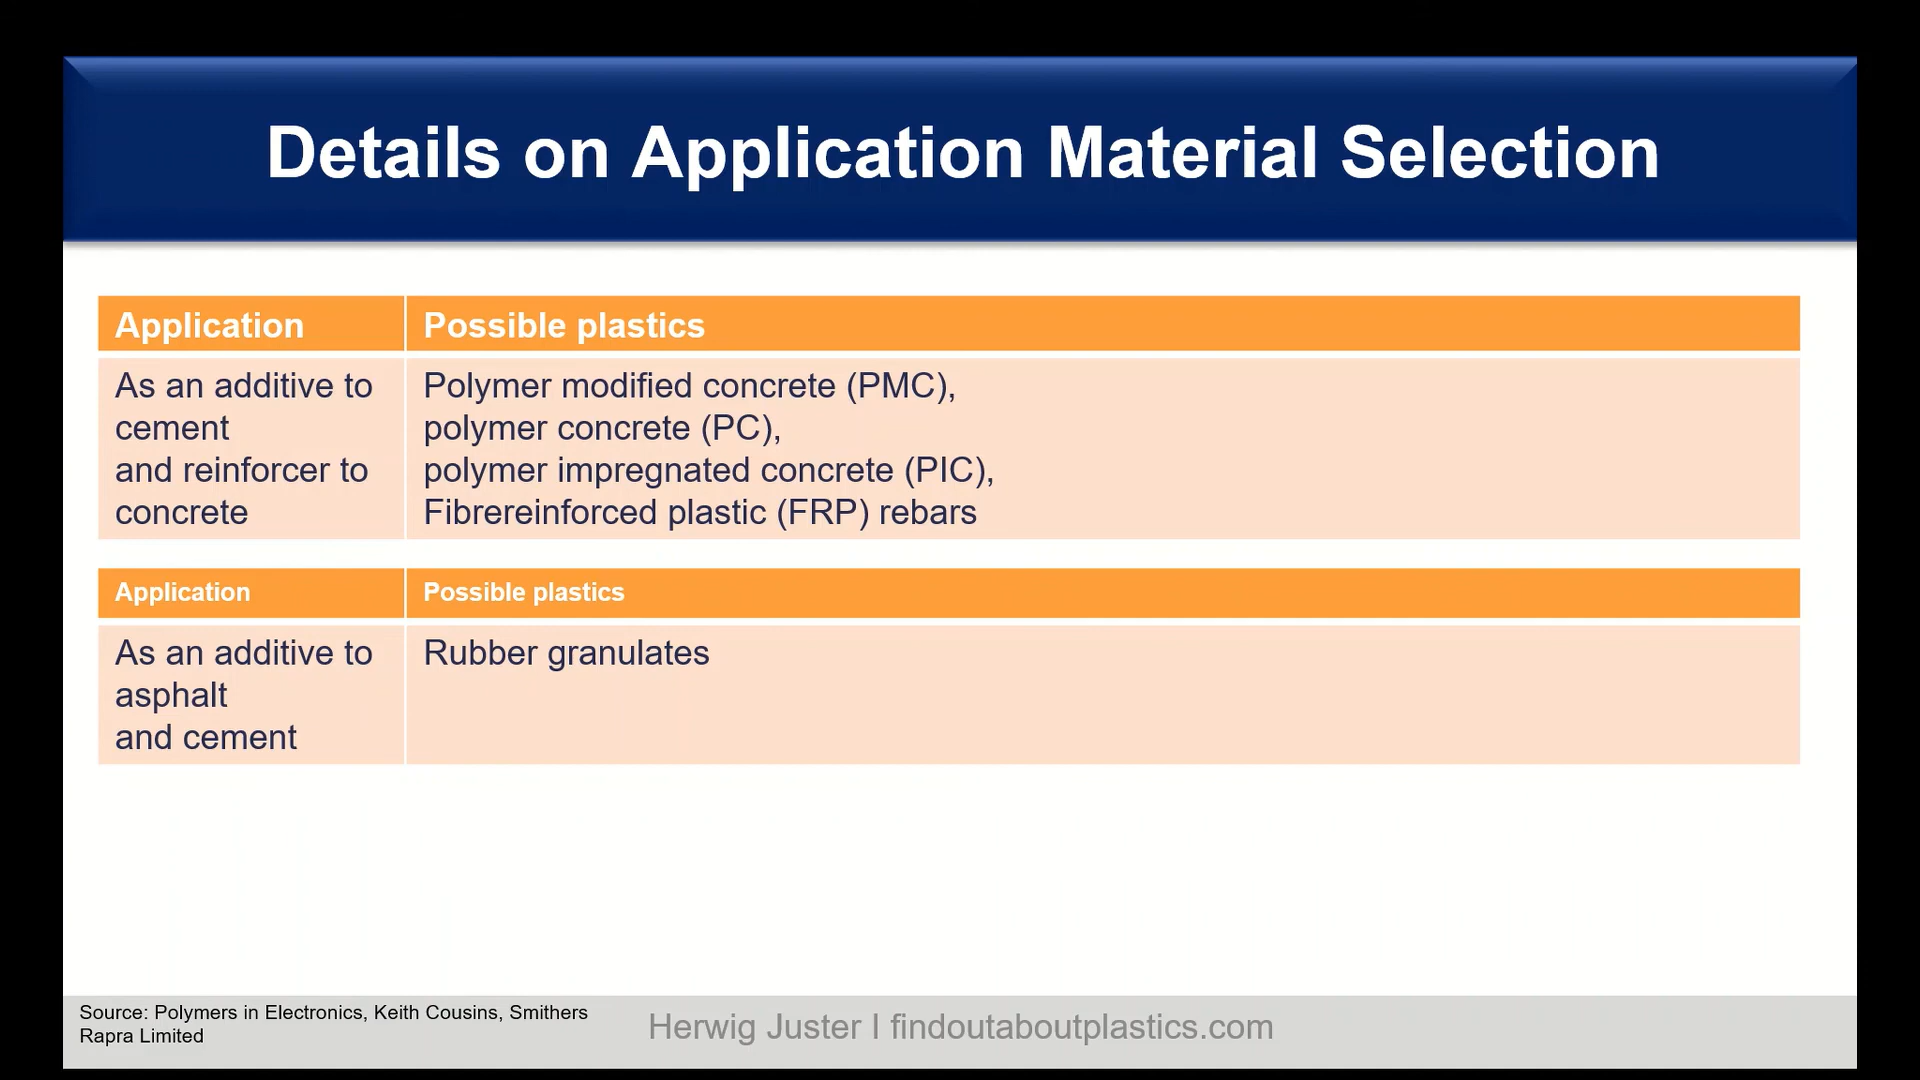 Details on Application Material Selection
Application
Possible plastics
As an additive to
cement
and reinforcer to
concrete
Polymer modified concrete (PMC),
polymer concrete (PC),
polymer impregnated concrete (PIC),
Fibrereinforced plastic (FRP) rebars
Application
Possible plastics
As an additive to
asphalt
and cement
Rubber granulates
Source: Polymers in Electronics, Keith Cousins, Smithers
Rapra Limited
Herwig Juster I findoutaboutplastics.com